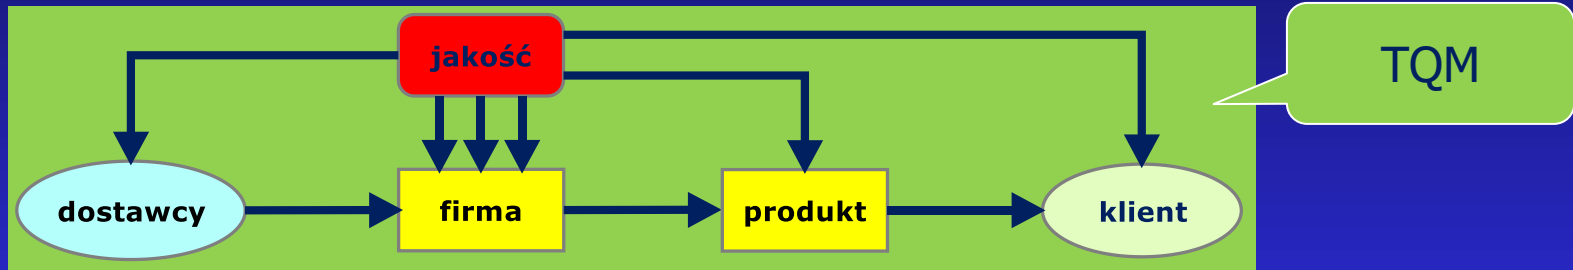 jakość
TQM
dostawcy
firma
produkt
klient